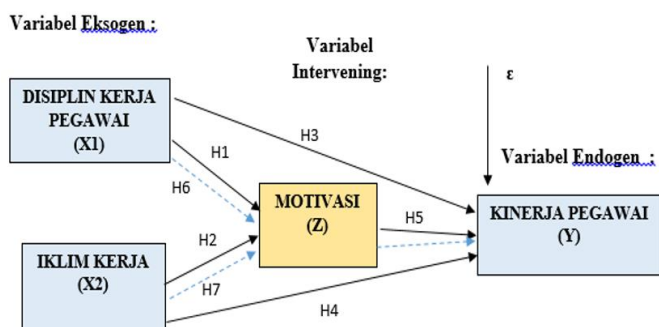 Variabel Eksogen :
Variabel
Intervening:
ε
DISIPLIN KERJA
PEGAWAI
(X1)
H3
H1
Variabel Endogen :
H6
MOTIVASI
(Z)
H5
KINERJA PEGAWAI
(Y)
H2
IKLIM KERJA
(X2)
H7
H4